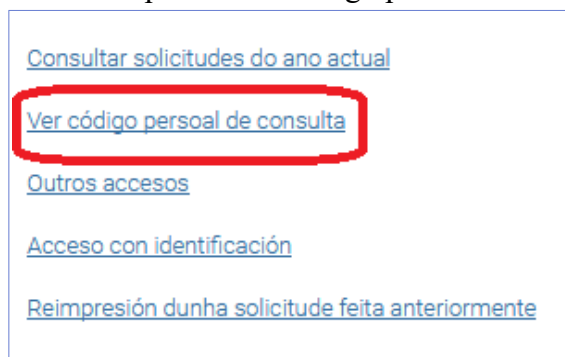 Consultar solicitudes do ano actual
Ver código persoal de consulta
Outros accesos
Acceso con identificación
Reimpresión dunha solicitude feita anteriormente